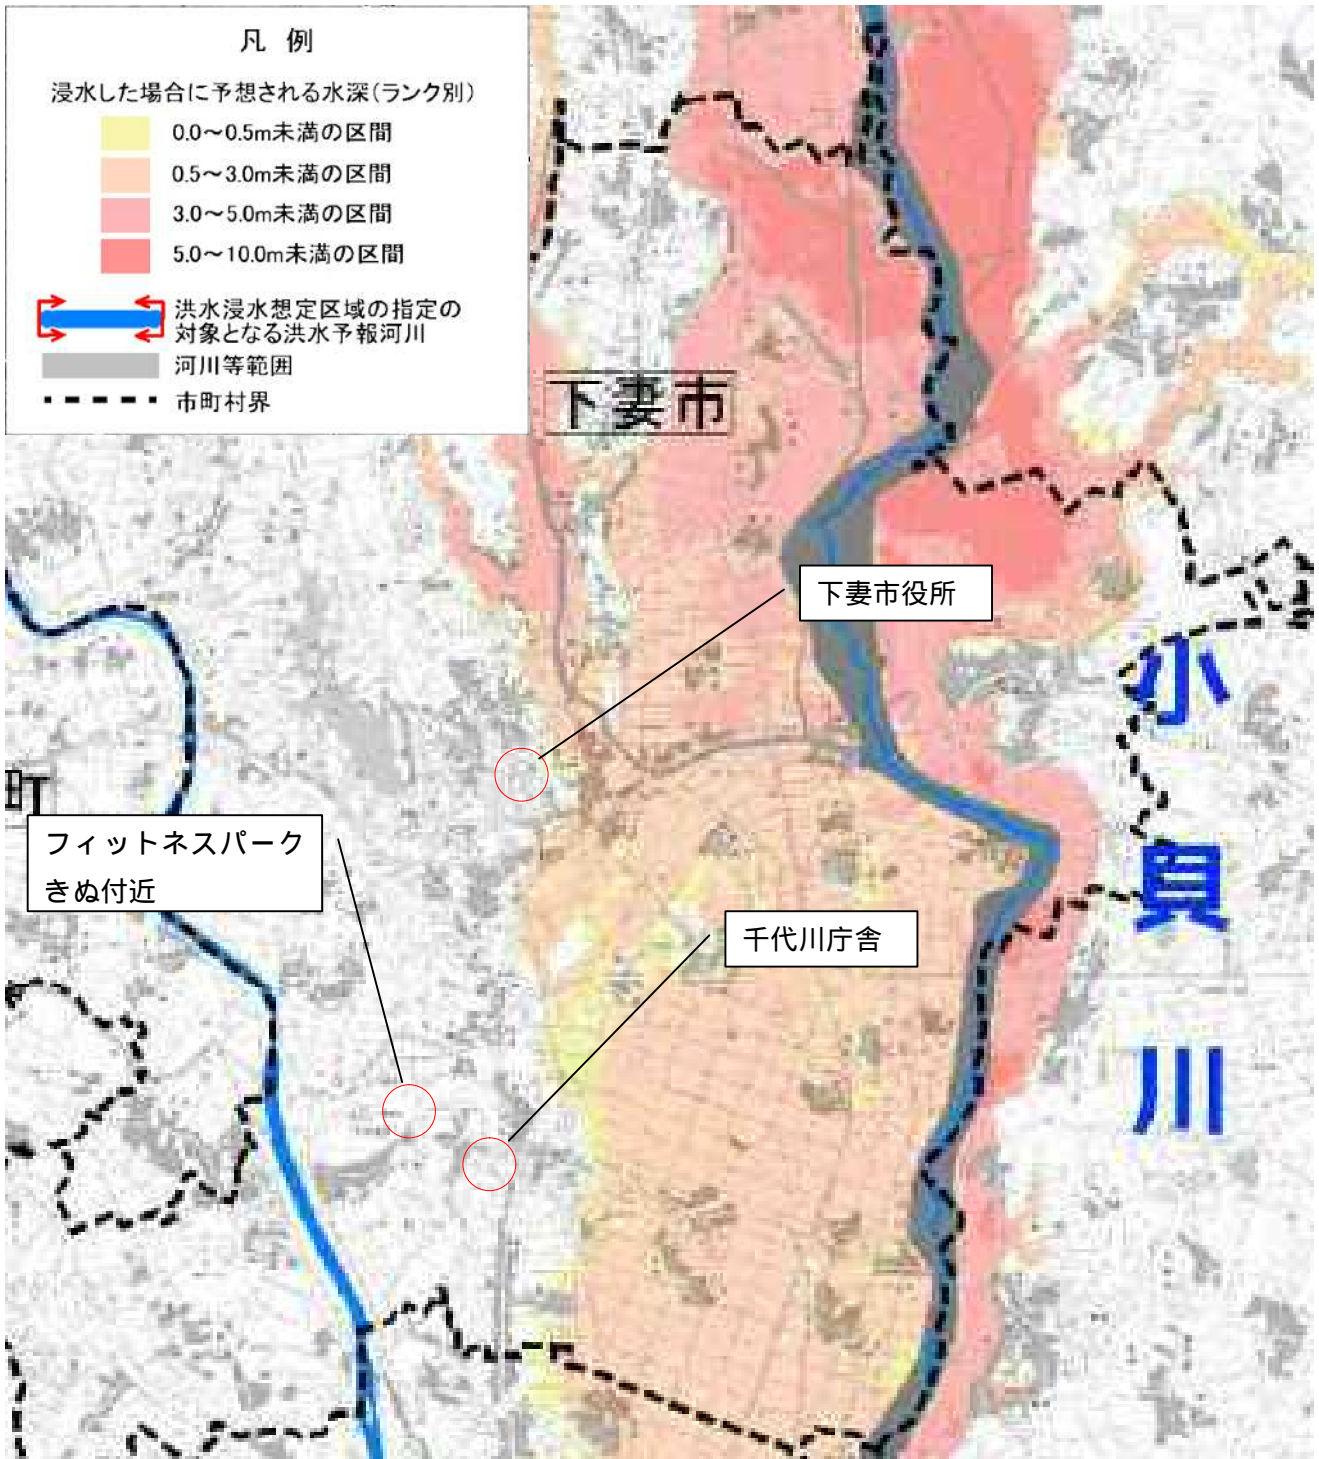 凡 例
浸水した場合に予想される水深(ランク別)
0.0～0.5m未満の区間
0.5～3.0m未満の区間
3.0～5.0m未満の区間
5.0～10.0m未満の区間
洪水浸水想定区域の指定の
対象となる洪水予報河川
河川等範囲
市町村界
下妻市
下妻市役所
小貝川
町
フィットネスパーク
きぬ付近
千代川庁舎